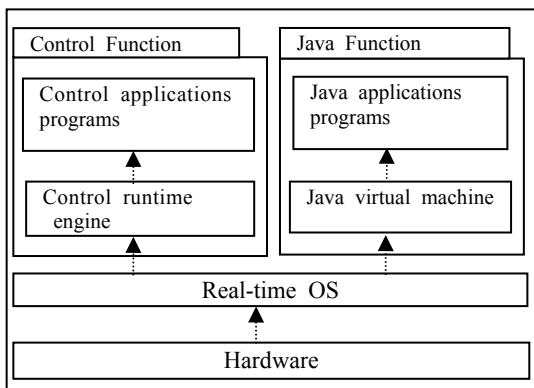 Control Function
Control applications
programs
Control runtime
engine
Java Function
Java applications
programs
Java virtual machine
Real-time OS
Hardware